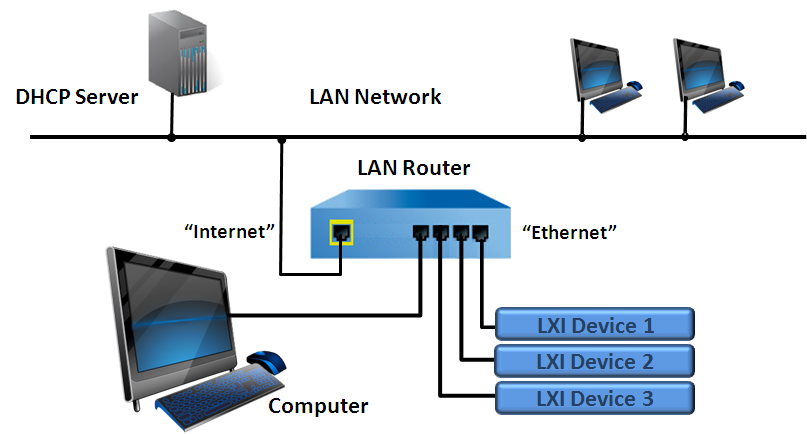 DHCP Server
LAN Network
LAN Router
“Internet”
“Ethernet”
LXI Device 1
LXI Device 2
LXI Device 3
Computer